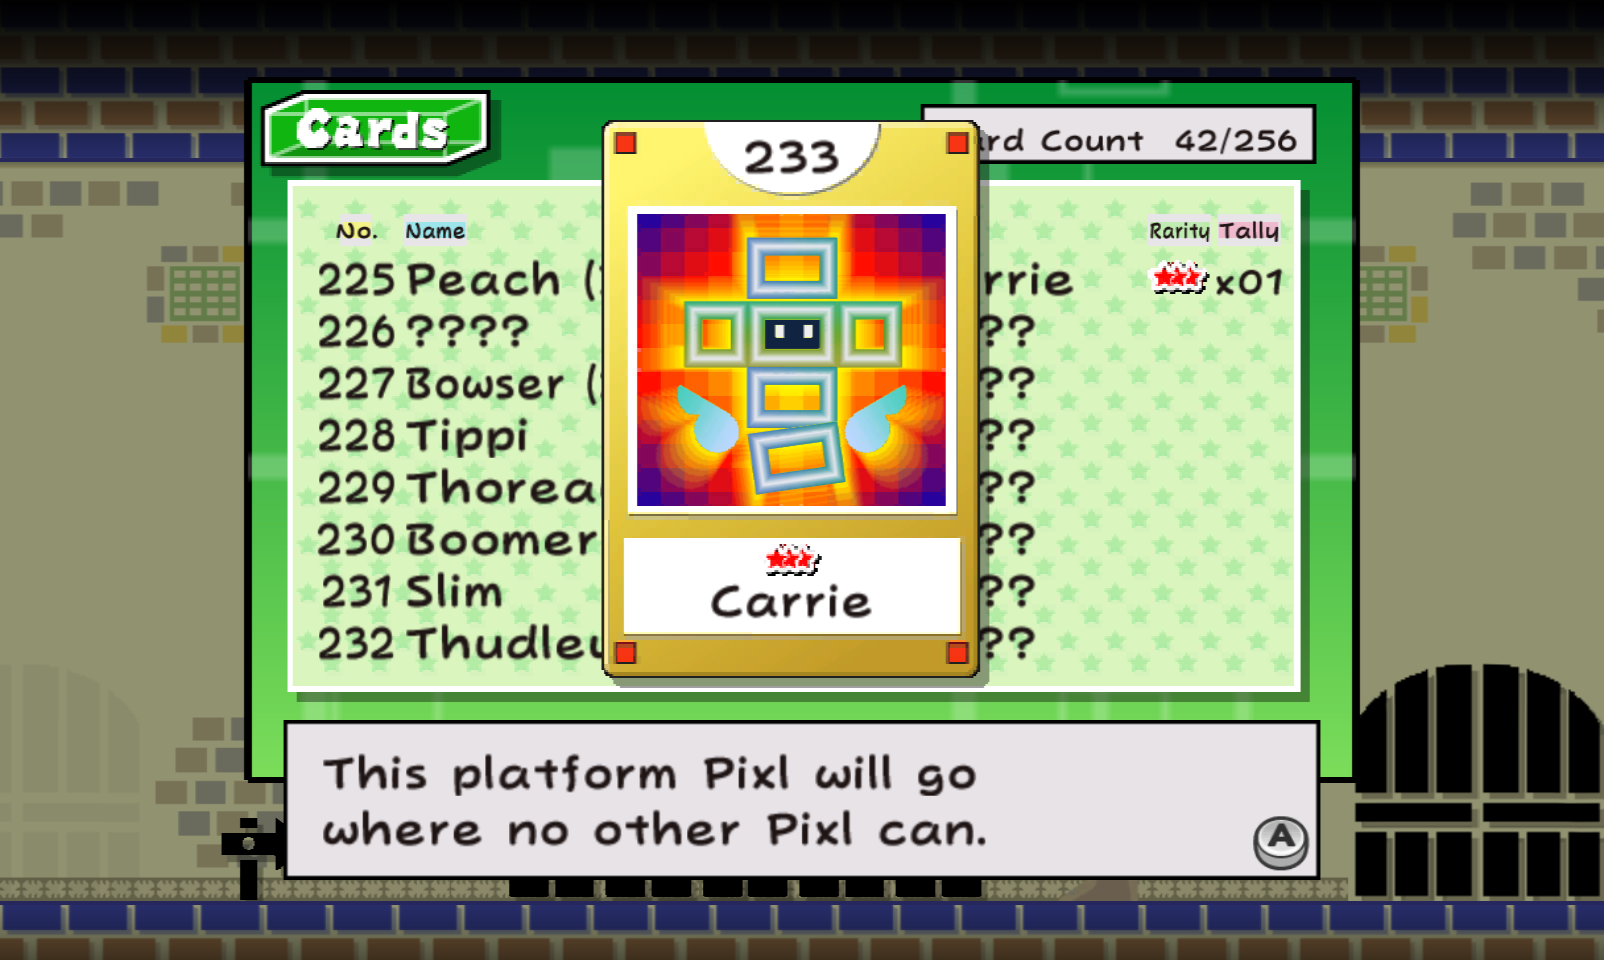 Cards
rd Count 42/256
233
No. Name
Rarity Tally
225 Peach (
rrie
x01
226 ????
??
227 Bowser (
??
228 Tippi
??
229 Thorea
??
230 Boomer
??
231 Slim
??
232 Thudle
??
Carrie
This platform Pixl will go
where no other Pixl can.
A